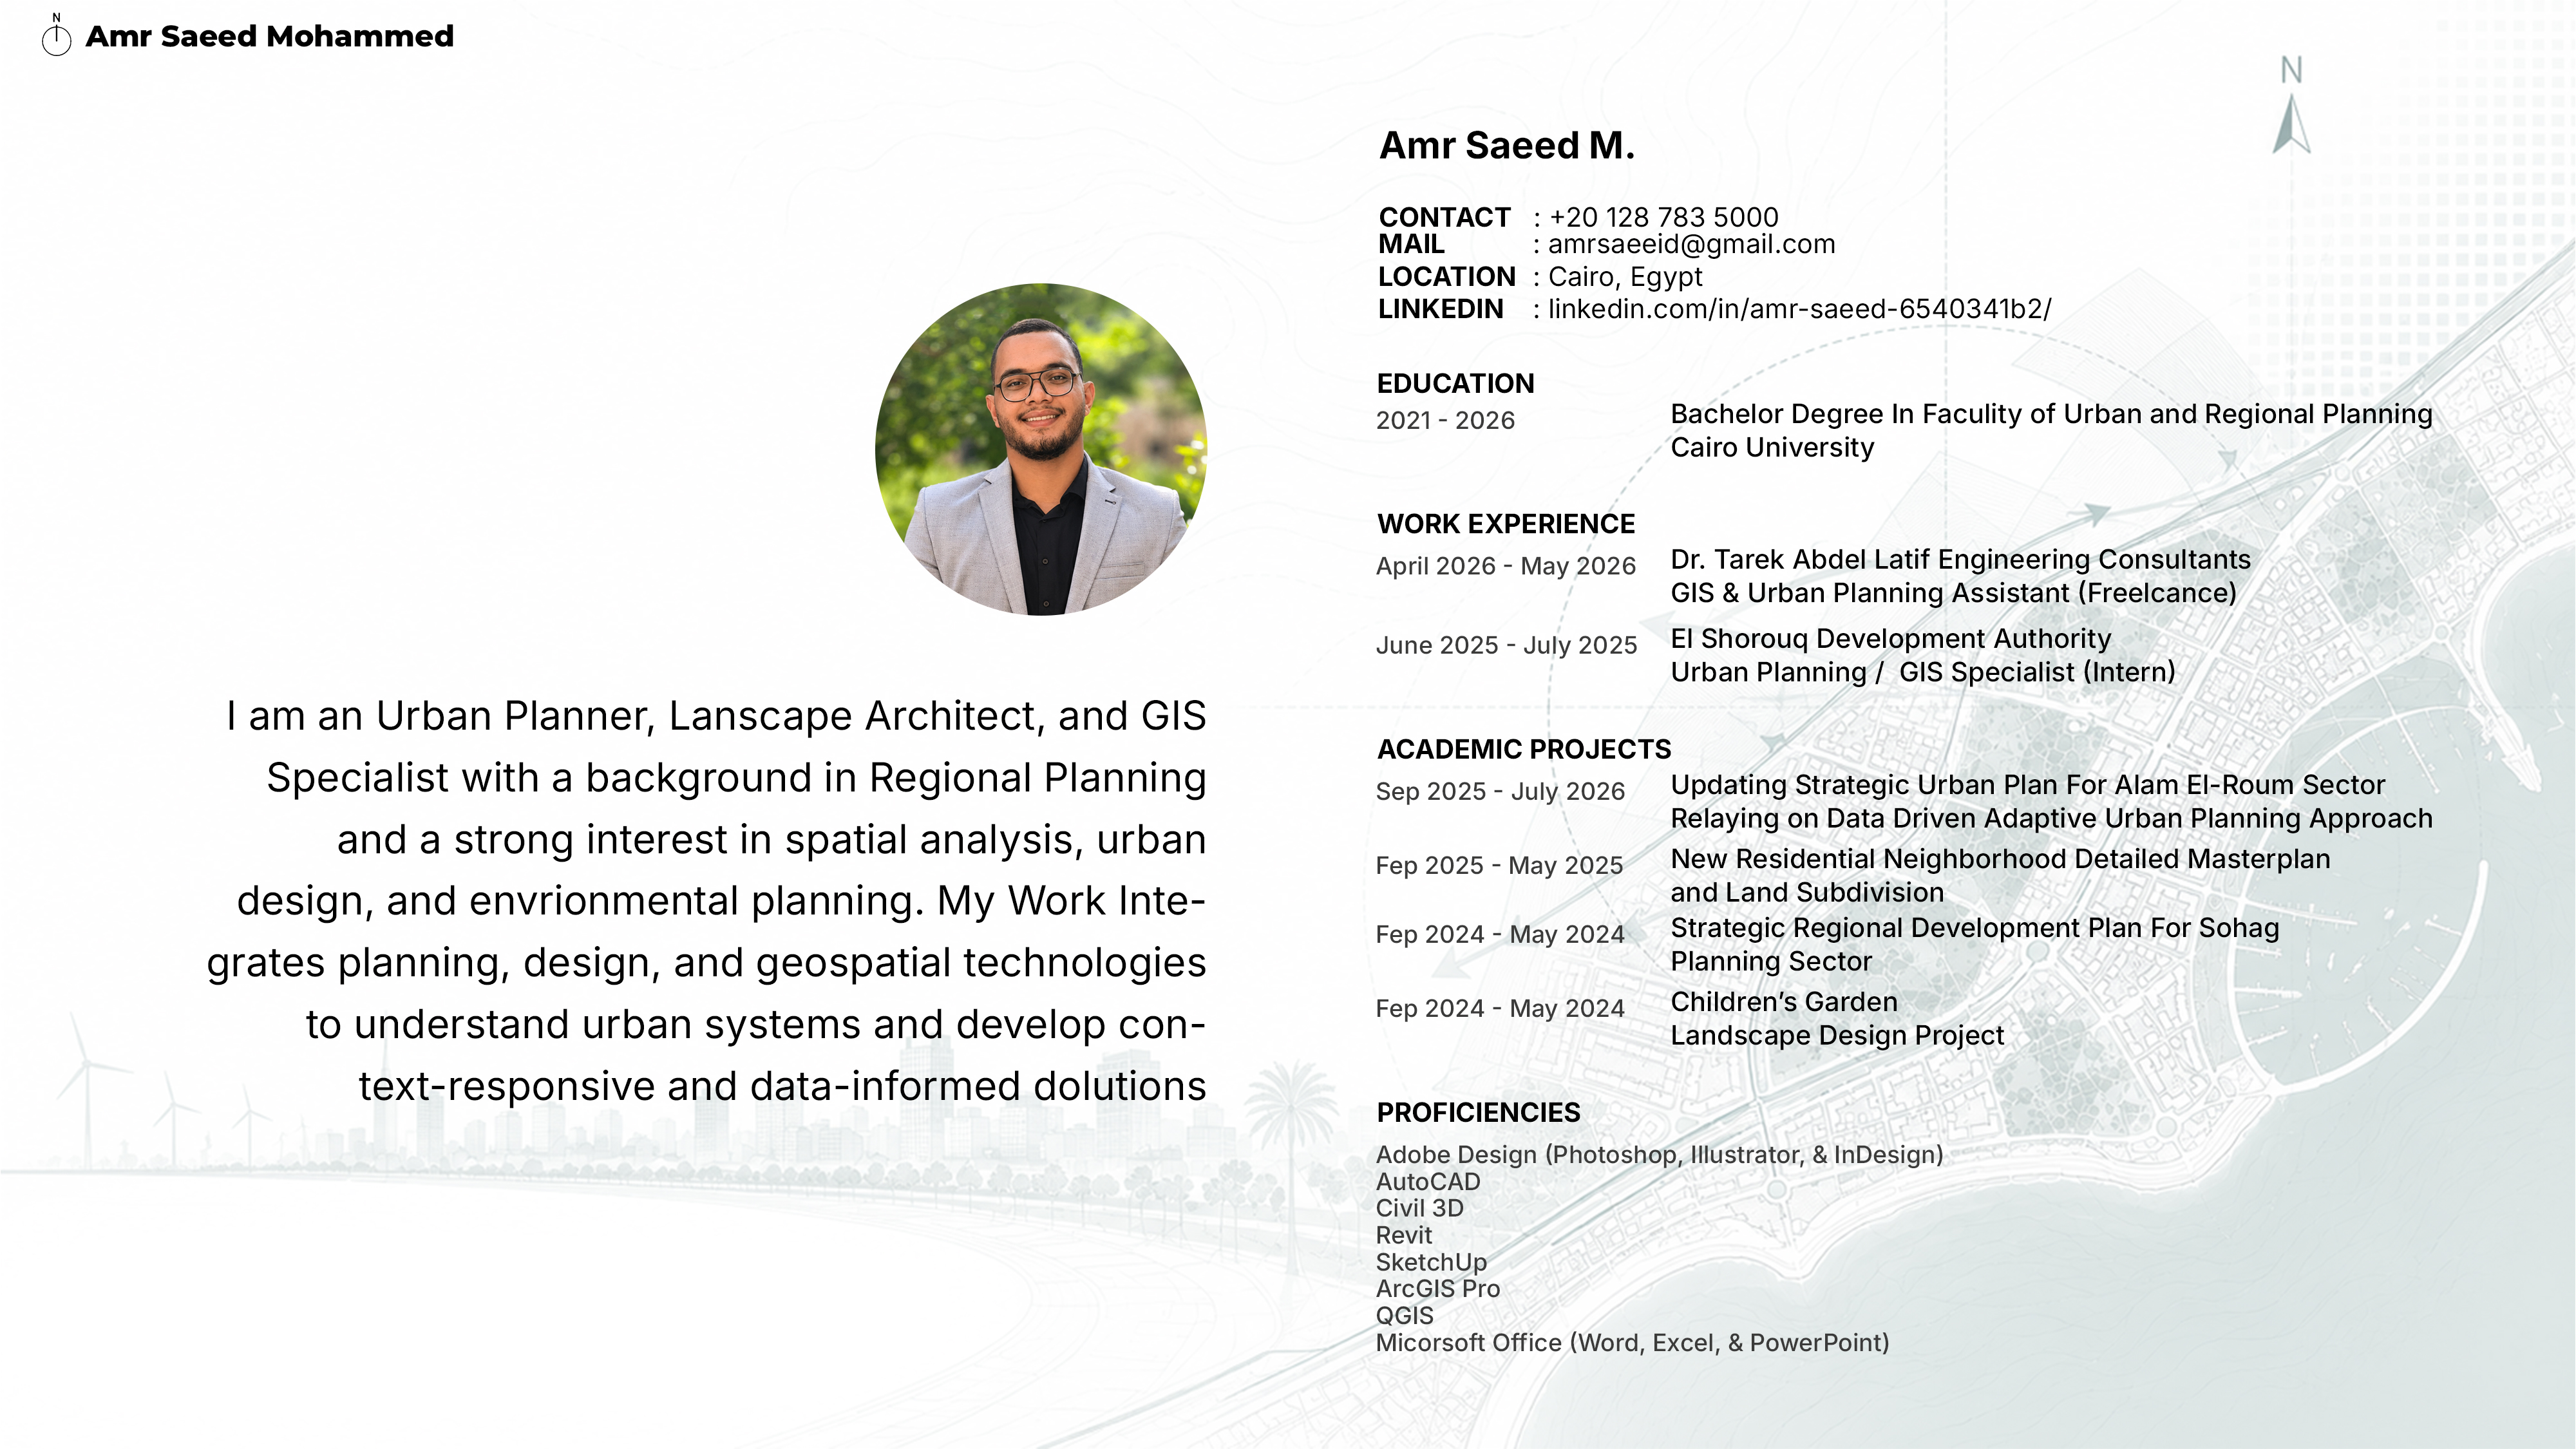 N
Amr Saeed Mohammed
N
I am an Urban Planner, Lanscape Architect, and GIS
Specialist with a background in Regional Planning
and a strong interest in spatial analysis, urban
design, and envrionmental planning. My Work Inte-
grates planning, design, and geospatial technologies
to understand urban systems and develop con-
text-responsive and data-informed dolutions
Amr Saeed M.
CONTACT : +20 128 783 5000
MAIL : amrsaeeid@gmail.com
LOCATION : Cairo, Egypt
LINKEDIN : linkedin.com/in/amr-saeed-6540341b2/
EDUCATION
2021 - 2026 Bachelor Degree In Faculity of Urban and Regional Planning
Cairo University
WORK EXPERIENCE
April 2026 - May 2026 Dr. Tarek Abdel Latif Engineering Consultants
GIS & Urban Planning Assistant (Freelcance)
June 2025 - July 2025 El Shorouq Development Authority
Urban Planning / GIS Specialist (Intern)
ACADEMIC PROJECTS
Sep 2025 - July 2026 Updating Strategic Urban Plan For Alam El-Roum Sector
Relaying on Data Driven Adaptive Urban Planning Approach
Fep 2025 - May 2025 New Residential Neighborhood Detailed Masterplan
and Land Subdivision
Fep 2024 - May 2024 Strategic Regional Development Plan For Sohag
Planning Sector
Fep 2024 - May 2024 Children’s Garden
Landscape Design Project
PROFICIENCIES
Adobe Design (Photoshop, Illustrator, & InDesign)
AutoCAD
Civil 3D
Revit
SketchUp
ArcGIS Pro
QGIS
Micorsoft Office (Word, Excel, & PowerPoint)